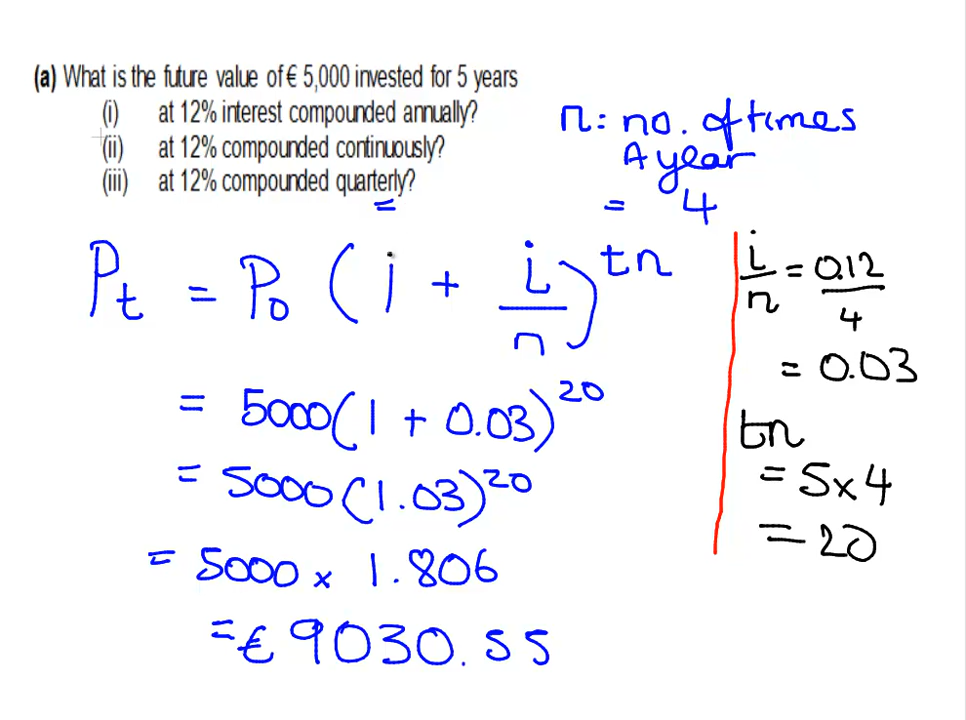 (a) What is the future value of € 5,000 invested for 5 years
(i) at 12% interest compounded annually?
(ii) at 12% compounded continuously?
(iii) at 12% compounded quarterly?
=
n: no. of times
A year
= 4
Pt = P0 (i + i/n)^tn
= 5000(1 + 0.03)^20
= 5000(1.03)^20
= 5000 x 1.806
= € 9030.55
i/n = 0.12/4
= 0.03
tn
= 5x4
= 20